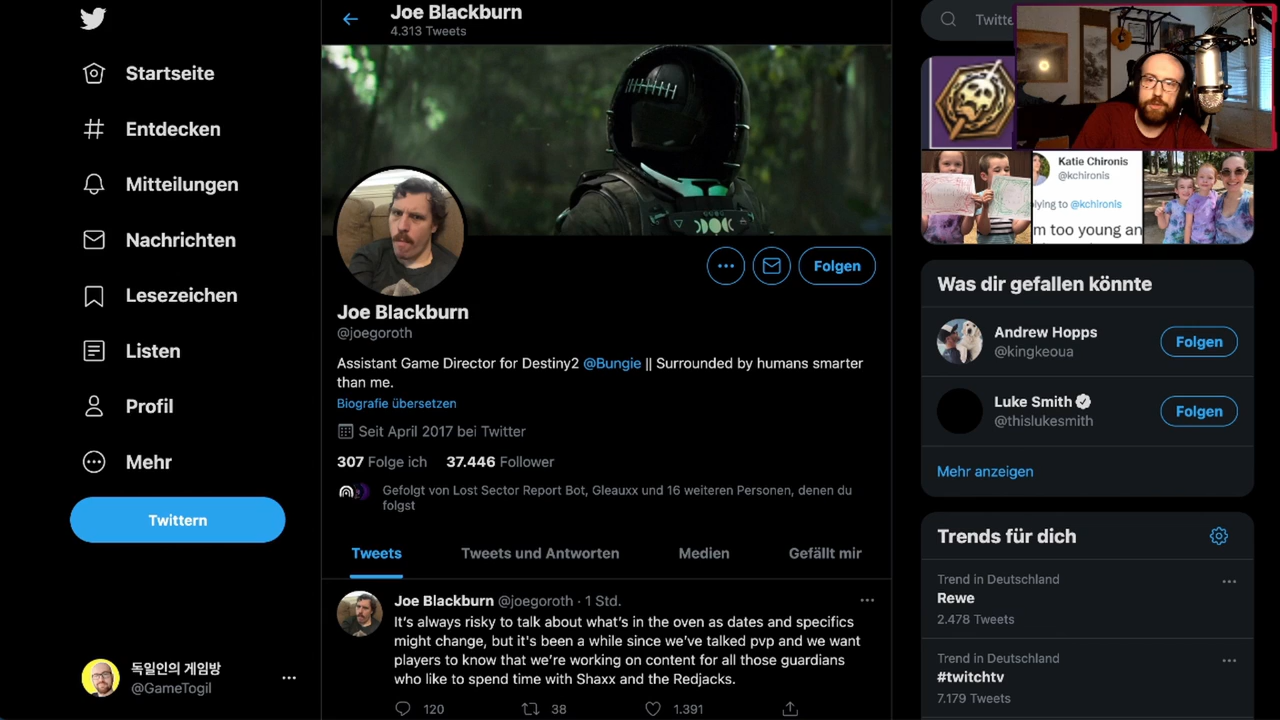 Startseite
Entdecken
Mitteilungen
Nachrichten
Lesezeichen
Listen
Profil
Mehr
Twittern
독일인의 게임방
@GameTogil
Joe Blackburn
4.313 Tweets
Folgen
Joe Blackburn
@joegoroth
Assistant Game Director for Destiny2 @Bungie || Surrounded by humans smarter
than me.
Biografie übersetzen
Seit April 2017 bei Twitter
307 Folge ich 37.446 Follower
Gefolgt von Lost Sector Report Bot, Gleauxx und 16 weiteren Personen, denen du
folgst
Tweets Tweets und Antworten Medien Gefällt mir
Joe Blackburn @joegoroth · 1 Std.
It's always risky to talk about what's in the oven as dates and specifics
might change, but it's been a while since we've talked pvp and we want
players to know that we're working on content for all those guardians
who like to spend time with Shaxx and the Redjacks.
120 38 1.391
Twitte
Katie Chironis
@kchironis
lying to @kchironis
m too young an
Was dir gefallen könnte
Andrew Hopps
@kingkeoua
Folgen
Luke Smith
@thislukesmith
Folgen
Mehr anzeigen
Trends für dich
Trend in Deutschland
Rewe
2.478 Tweets
Trend in Deutschland
#twitchtv
7.179 Tweets